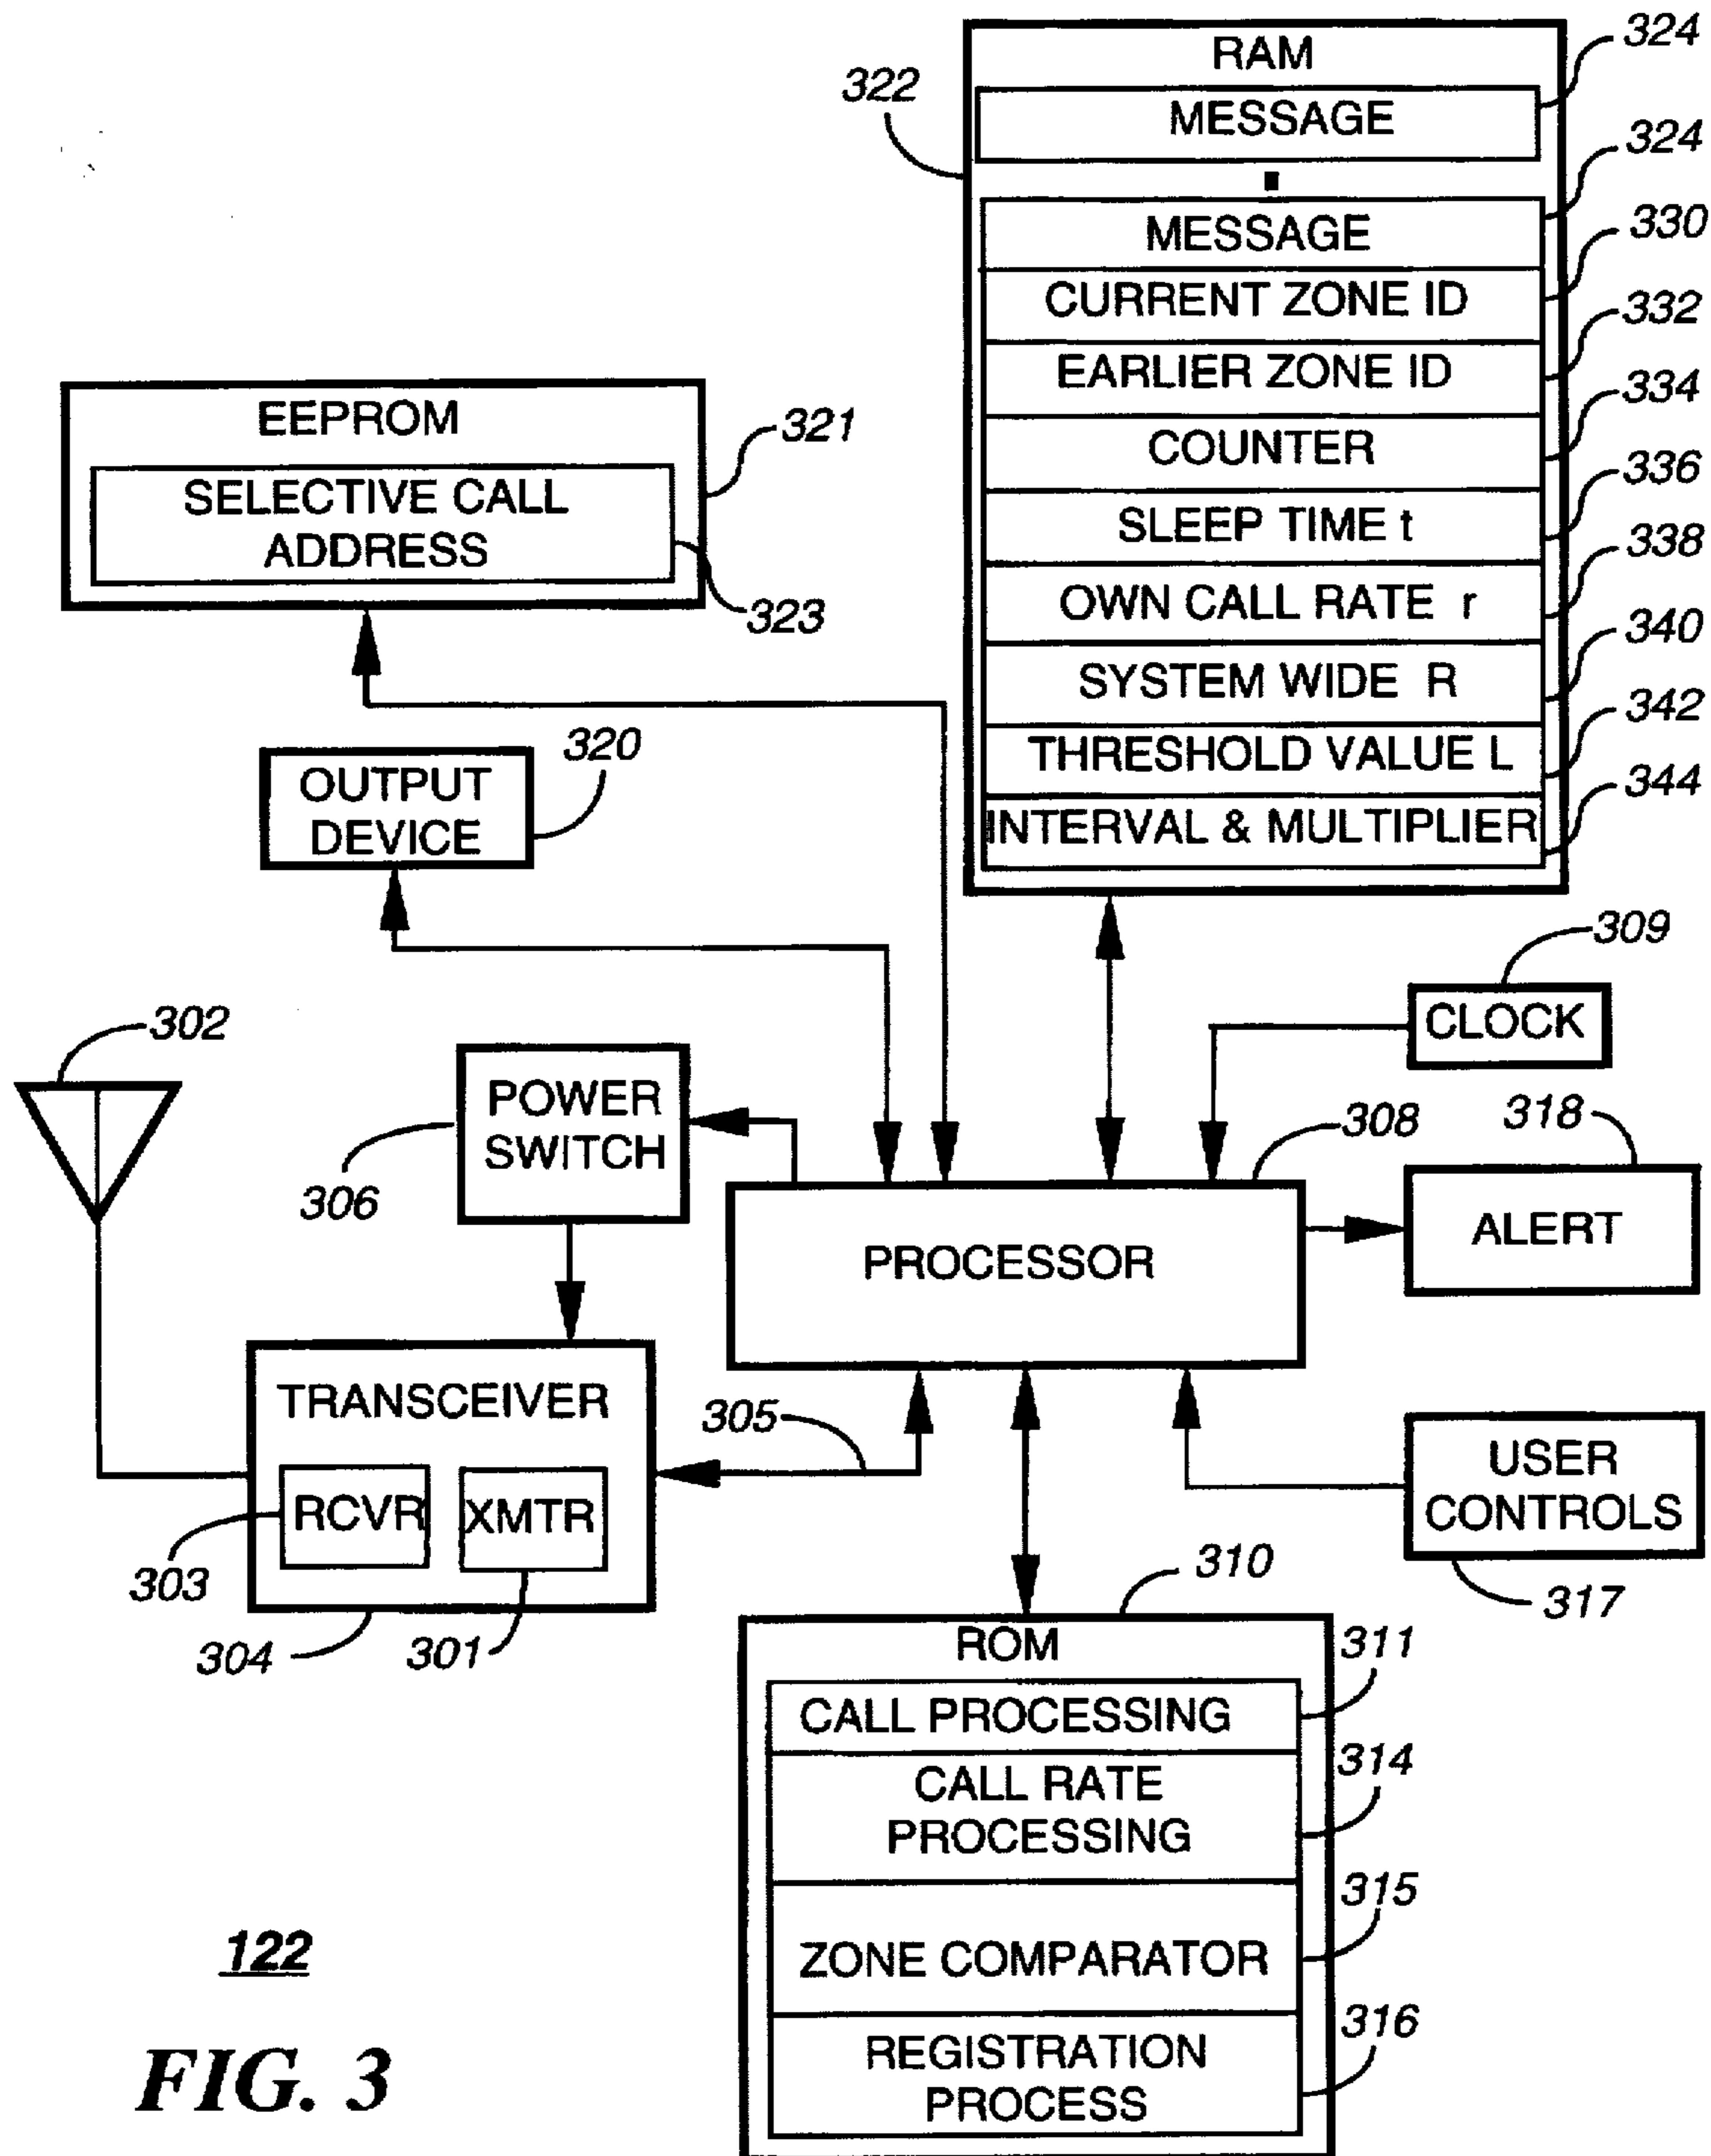 RAM
324
322
MESSAGE
324
MESSAGE
330
CURRENT ZONE ID
332
EARLIER ZONE ID
334
COUNTER
336
SLEEP TIME t
338
OWN CALL RATE r
340
SYSTEM WIDE R
342
THRESHOLD VALUE L
344
INTERVAL & MULTIPLIER
EEPROM
321
SELECTIVE CALL
ADDRESS
323
OUTPUT
DEVICE
320
309
CLOCK
302
POWER
SWITCH
306
308
318
PROCESSOR
ALERT
TRANSCEIVER
305
RCVR
XMTR
303
304
301
USER
CONTROLS
317
310
ROM
311
CALL PROCESSING
314
CALL RATE
PROCESSING
315
ZONE COMPARATOR
316
REGISTRATION
PROCESS
122
FIG. 3